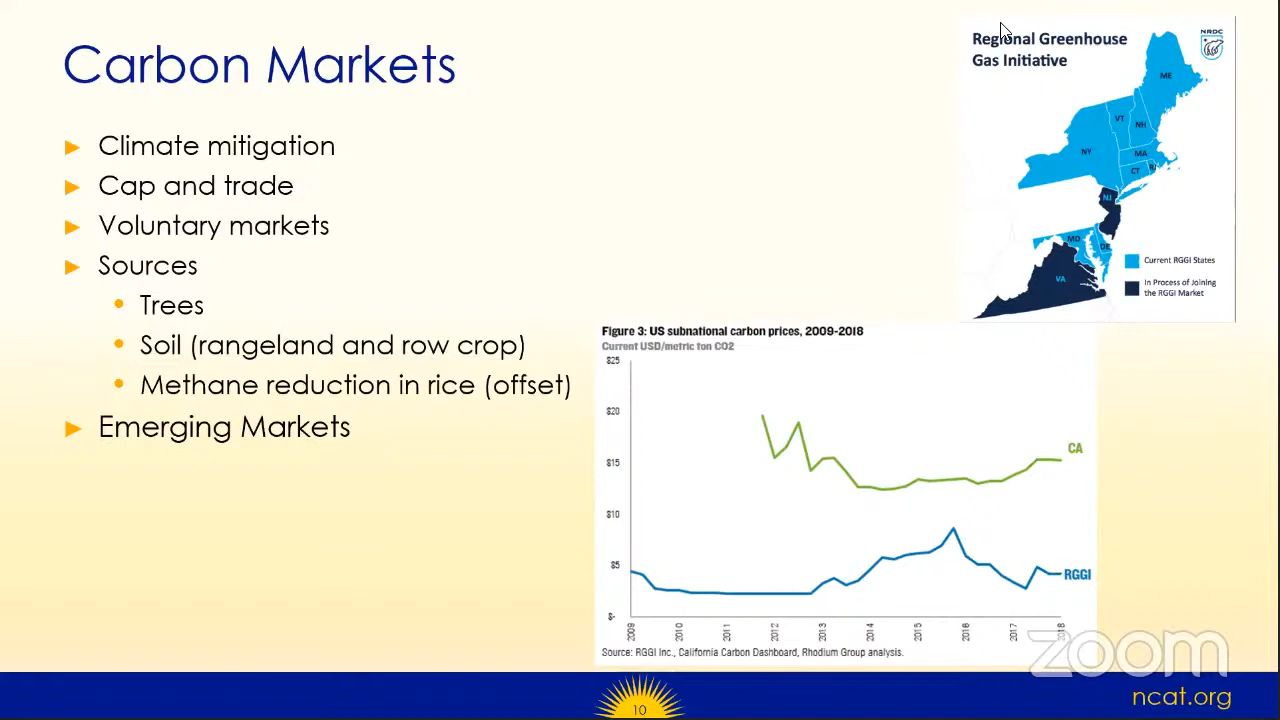 Carbon Markets
Climate mitigation
Cap and trade
Voluntary markets
Sources
Trees
Soil (rangeland and row crop)
Methane reduction in rice (offset)
Emerging Markets
Regional Greenhouse
Gas Initiative
NRDC
ME
VT
NH
NY
MA
CT
RI
NJ
MD
DE
VA
Current RGGI States
In Process of Joining
the RGGI Market
Figure 3: US subnational carbon prices, 2009-2018
Current USD/metric ton CO2
$25
$20
$15
$10
$5
$-
CA
RGGI
2009 2010 2011 2012 2013 2014 2015 2016 2017 2018
Source: RGGI Inc., California Carbon Dashboard, Rhodium Group analysis.
zoom
10
ncat.org